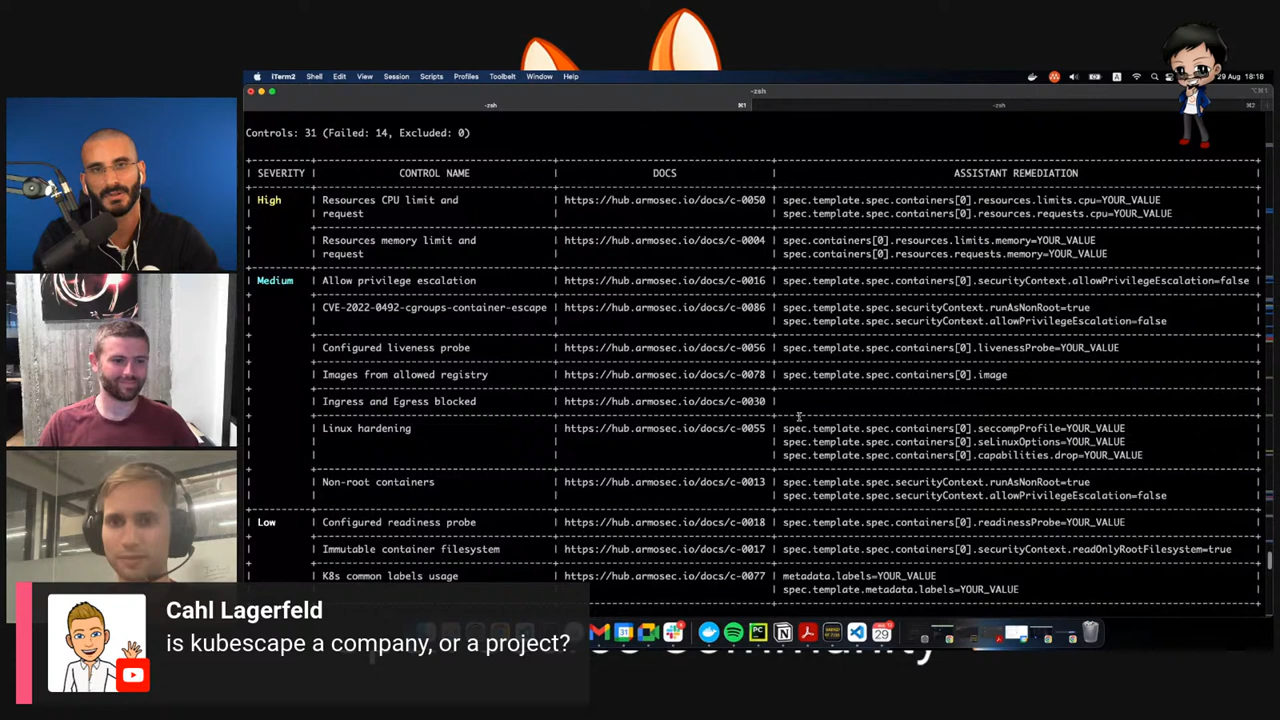 iTerm2 Shell Edit View Session Scripts Profiles Toolbelt Window Help
29 Aug 18:18
-zsh
-zsh ⌘1 -zsh ⌘2
Controls: 31 (Failed: 14, Excluded: 0)
SEVERITY CONTROL NAME DOCS ASSISTANT REMEDIATION
High Resources CPU limit and https://hub.armosec.io/docs/c-0050 spec.template.spec.containers[0].resources.limits.cpu=YOUR_VALUE
request spec.template.spec.containers[0].resources.requests.cpu=YOUR_VALUE
Resources memory limit and https://hub.armosec.io/docs/c-0004 spec.containers[0].resources.limits.memory=YOUR_VALUE
request spec.containers[0].resources.requests.memory=YOUR_VALUE
Medium Allow privilege escalation https://hub.armosec.io/docs/c-0016 spec.template.spec.containers[0].securityContext.allowPrivilegeEscalation=false
CVE-2022-0492-cgroups-container-escape https://hub.armosec.io/docs/c-0086 spec.template.spec.securityContext.runAsNonRoot=true
spec.template.spec.securityContext.allowPrivilegeEscalation=false
Configured liveness probe https://hub.armosec.io/docs/c-0056 spec.template.spec.containers[0].livenessProbe=YOUR_VALUE
Images from allowed registry https://hub.armosec.io/docs/c-0078 spec.template.spec.containers[0].image
Ingress and Egress blocked https://hub.armosec.io/docs/c-0030
Linux hardening https://hub.armosec.io/docs/c-0055 spec.template.spec.containers[0].seccompProfile=YOUR_VALUE
spec.template.spec.containers[0].seLinuxOptions=YOUR_VALUE
spec.template.spec.containers[0].capabilities.drop=YOUR_VALUE
Non-root containers https://hub.armosec.io/docs/c-0013 spec.template.spec.securityContext.runAsNonRoot=true
spec.template.spec.securityContext.allowPrivilegeEscalation=false
Low Configured readiness probe https://hub.armosec.io/docs/c-0018 spec.template.spec.containers[0].readinessProbe=YOUR_VALUE
Immutable container filesystem https://hub.armosec.io/docs/c-0017 spec.template.spec.containers[0].securityContext.readOnlyRootFilesystem=true
K8s common labels usage https://hub.armosec.io/docs/c-0077 metadata.labels=YOUR_VALUE
spec.template.metadata.labels=YOUR_VALUE
Cahl Lagerfeld
is kubescape a company, or a project?